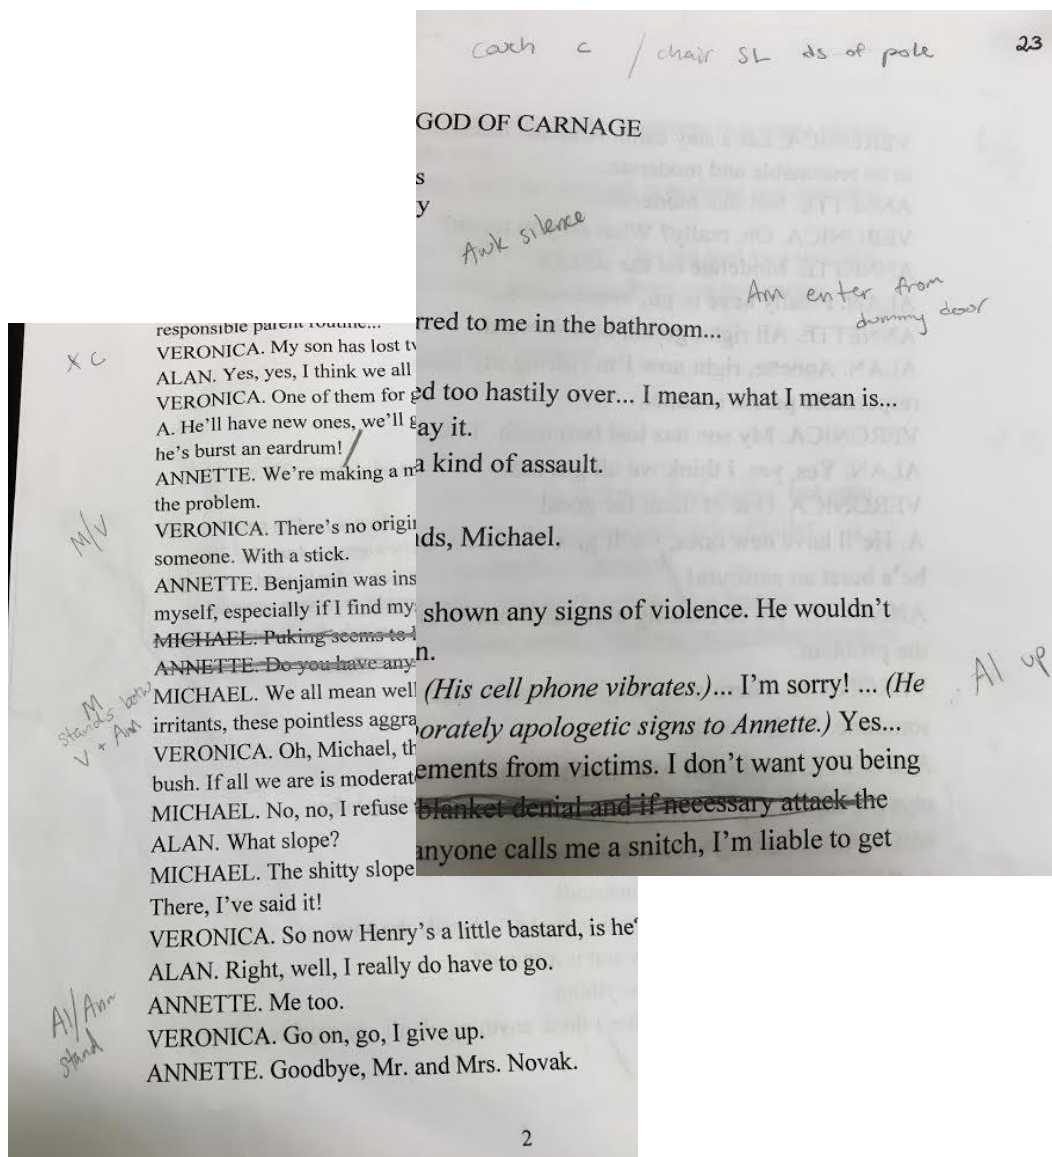 couch c / chair SL ds of pole
23
GOD OF CARNAGE
s
y
Awk silence
Am enter from
dummy door
rred to me in the bathroom...
ed too hastily over... I mean, what I mean is...
ay it.
a kind of assault.
ds, Michael.
shown any signs of violence. He wouldn't
n.
Al up
(His cell phone vibrates.)... I'm sorry! ... (He
orately apologetic signs to Annette.) Yes...
ements from victims. I don't want you being
blanket denial and if necessary attack the
anyone calls me a snitch, I'm liable to get
responsible parent routine...
X C
VERONICA. My son has lost tw
ALAN. Yes, yes, I think we all
VERONICA. One of them for g
A. He'll have new ones, we'll g
he's burst an eardrum!
ANNETTE. We're making a m
the problem.
M/V
VERONICA. There's no origi
someone. With a stick.
ANNETTE. Benjamin was ins
myself, especially if I find my
MICHAEL. Puking seems to
ANNETTE. Do you have any
M
stands betw
V + Ann
MICHAEL. We all mean well
irritants, these pointless aggra
VERONICA. Oh, Michael, th
bush. If all we are is moderat
MICHAEL. No, no, I refuse
ALAN. What slope?
MICHAEL. The shitty slope
There, I've said it!
VERONICA. So now Henry's a little bastard, is he
ALAN. Right, well, I really do have to go.
Al/Ann
stand
ANNETTE. Me too.
VERONICA. Go on, go, I give up.
ANNETTE. Goodbye, Mr. and Mrs. Novak.
2